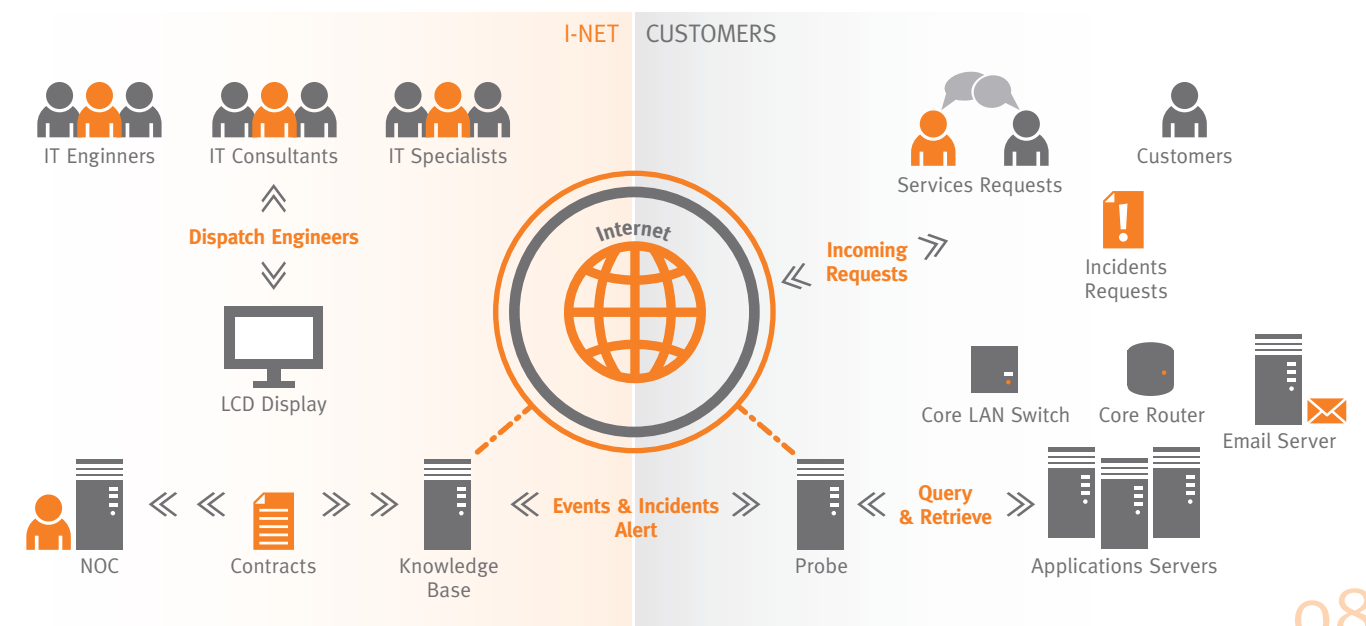 I-NET CUSTOMERS
IT Enginners
IT Consultants
IT Specialists
Services Requests
Customers
Dispatch Engineers
Internet
Incoming
Requests
Incidents
Requests
LCD Display
Core LAN Switch
Core Router
Email Server
Events & Incidents
Alert
Query
& Retrieve
NOC
Contracts
Knowledge
Base
Probe
Applications Servers
08